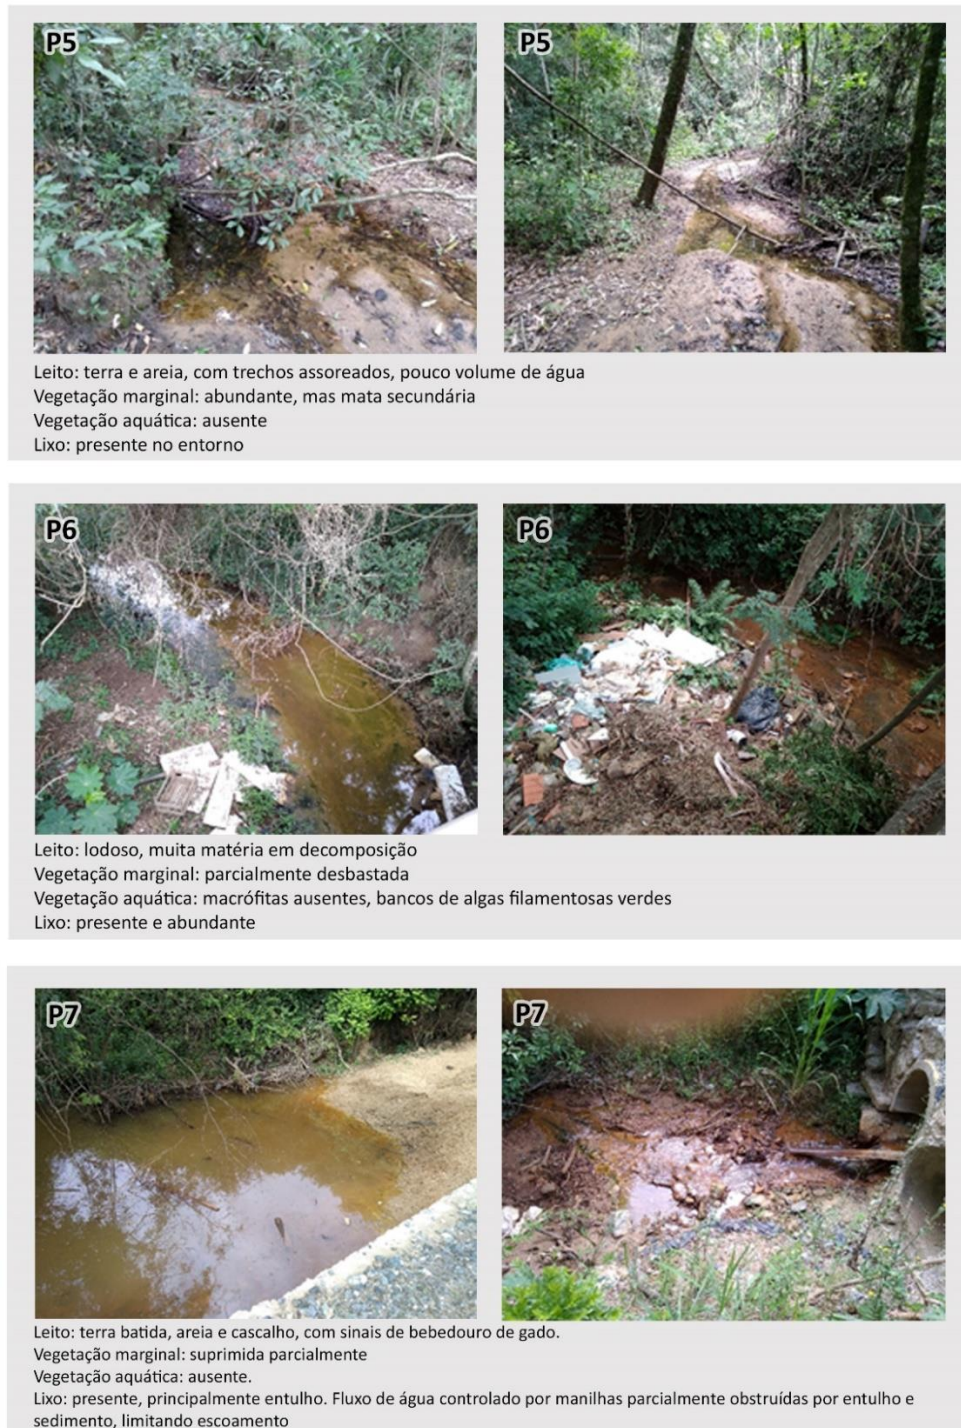 P5
P5
Leito: terra e areia, com trechos assoreados, pouco volume de água
Vegetação marginal: abundante, mas mata secundária
Vegetação aquática: ausente
Lixo: presente no entorno
P6
P6
Leito: lodoso, muita matéria em decomposição
Vegetação marginal: parcialmente desbastada
Vegetação aquática: macrófitas ausentes, bancos de algas filamentosas verdes
Lixo: presente e abundante
P7
P7
Leito: terra batida, areia e cascalho, com sinais de bebedouro de gado.
Vegetação marginal: suprimida parcialmente
Vegetação aquática: ausente.
Lixo: presente, principalmente entulho. Fluxo de água controlado por manilhas parcialmente obstruídas por entulho e
sedimento, limitando escoamento